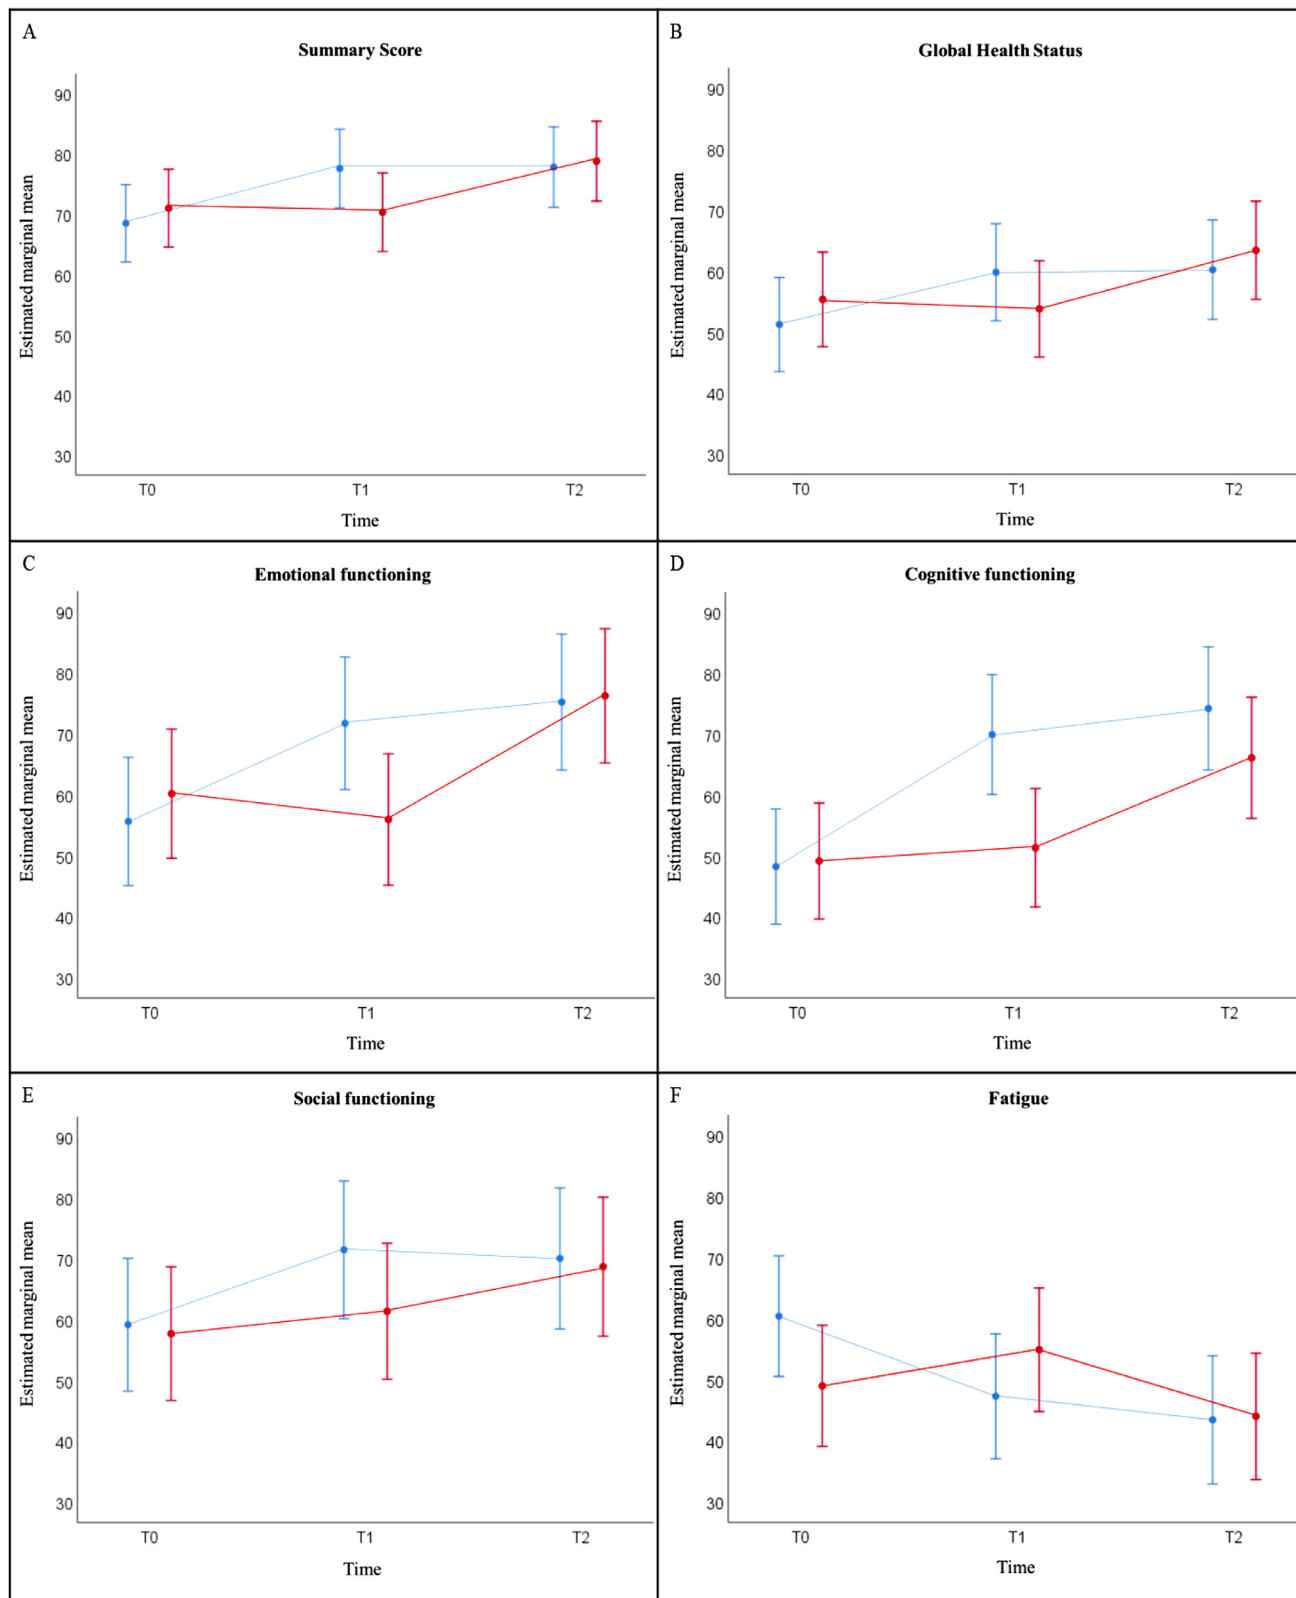 A
Summary Score
Estimated marginal mean
90
80
70
60
50
40
30
T0
T1
T2
Time
B
Global Health Status
Estimated marginal mean
90
80
70
60
50
40
30
T0
T1
T2
Time
C
Emotional functioning
Estimated marginal mean
90
80
70
60
50
40
30
T0
T1
T2
Time
D
Cognitive functioning
Estimated marginal mean
90
80
70
60
50
40
30
T0
T1
T2
Time
E
Social functioning
Estimated marginal mean
90
80
70
60
50
40
30
T0
T1
T2
Time
F
Fatigue
Estimated marginal mean
90
80
70
60
50
40
30
T0
T1
T2
Time